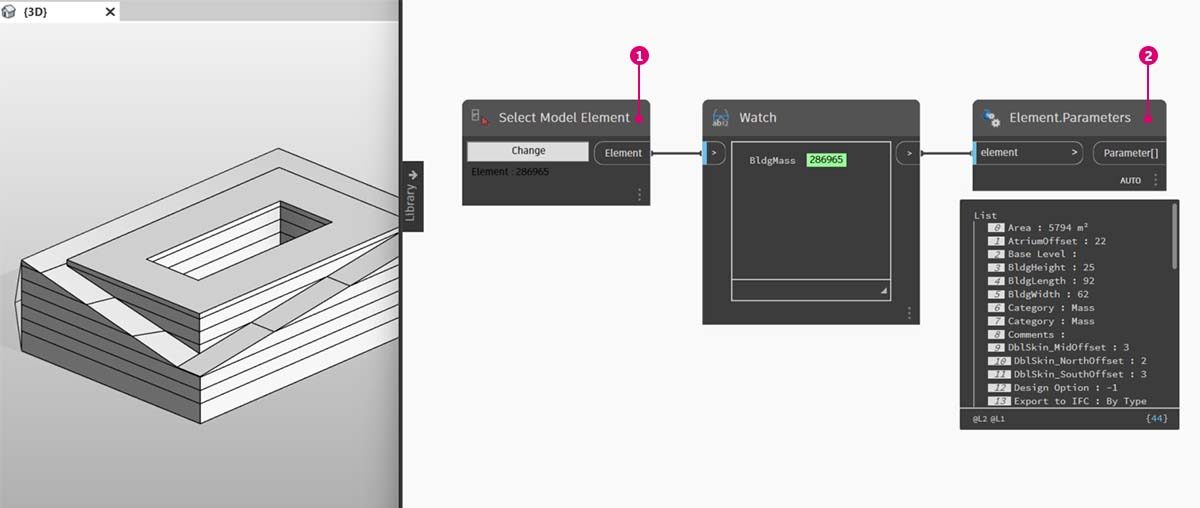 {3D}
Library
1
2
Select Model Element
Change
Element
Element : 286965
Watch
>
>
BldgMass 286965
Element.Parameters
element >
Parameter[]
AUTO
List
0 Area : 5794 m²
1 AtriumOffset : 22
2 Base Level :
3 BldgHeight : 25
4 BldgLength : 92
5 BldgWidth : 62
6 Category : Mass
7 Category : Mass
8 Comments :
9 DblSkin_MidOffset : 3
10 DblSkin_NorthOffset : 2
11 DblSkin_SouthOffset : 3
12 Design Option : -1
13 Export to IFC : By Type
@L2 @L1
{44}